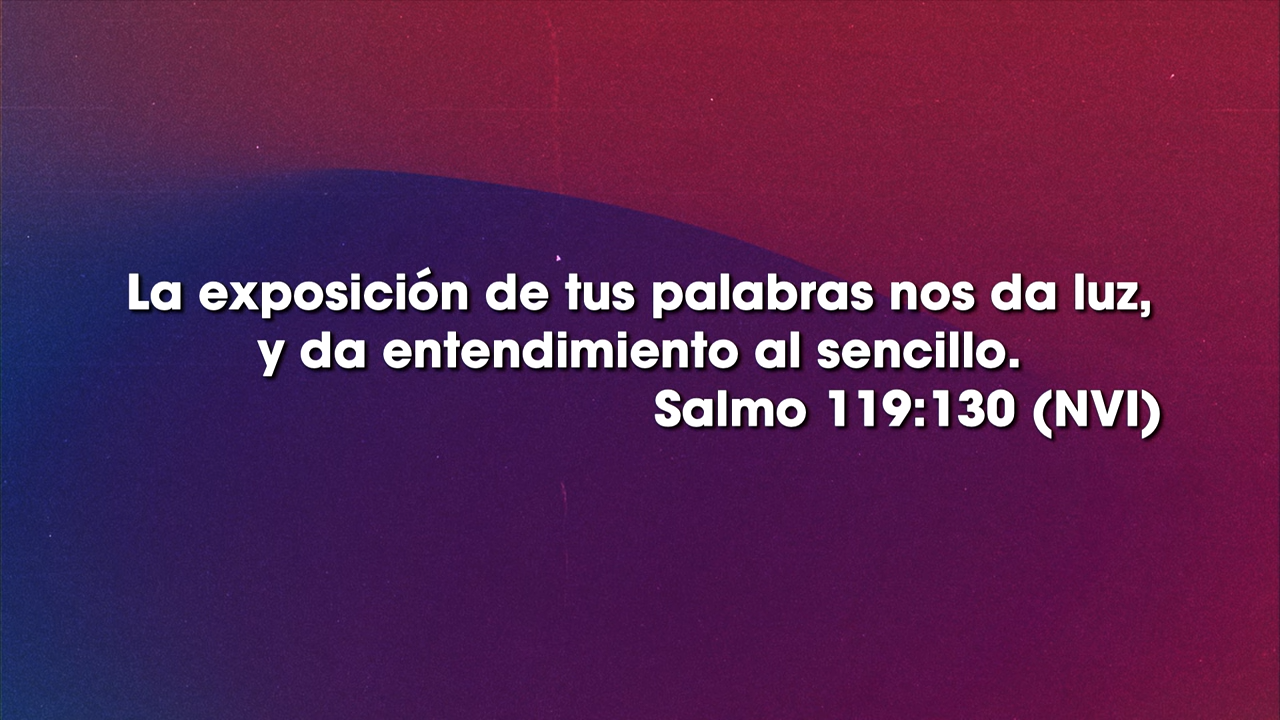 La exposición de tus palabras nos da luz,
y da entendimiento al sencillo.
Salmo 119:130 (NVI)